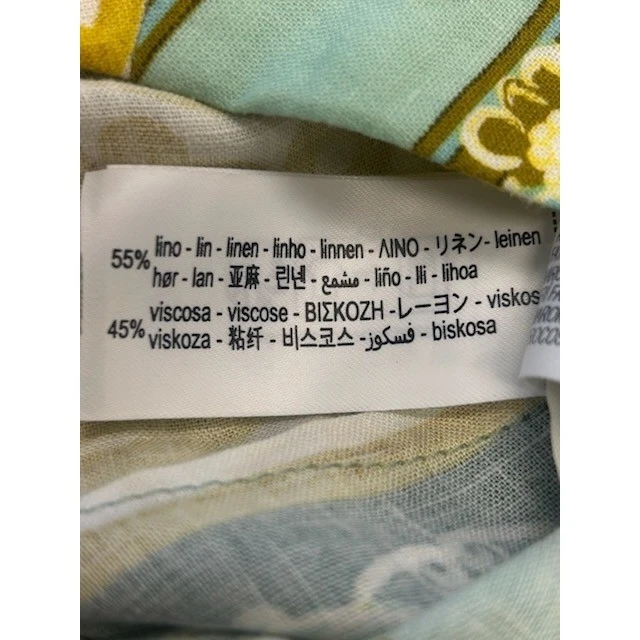 55% lino - lin - linen - linho - linnen - ΛINO - リネン- leinen
hør - lan - 亚麻 - 린넨 - مشمع - liño - lli - lihoa
45% viscosa - viscose - ΒΙΣΚΟΖΗ -レーヨン - viskos
viskoza - 粘纤 - 비스코스 -فسكوز - biskosa